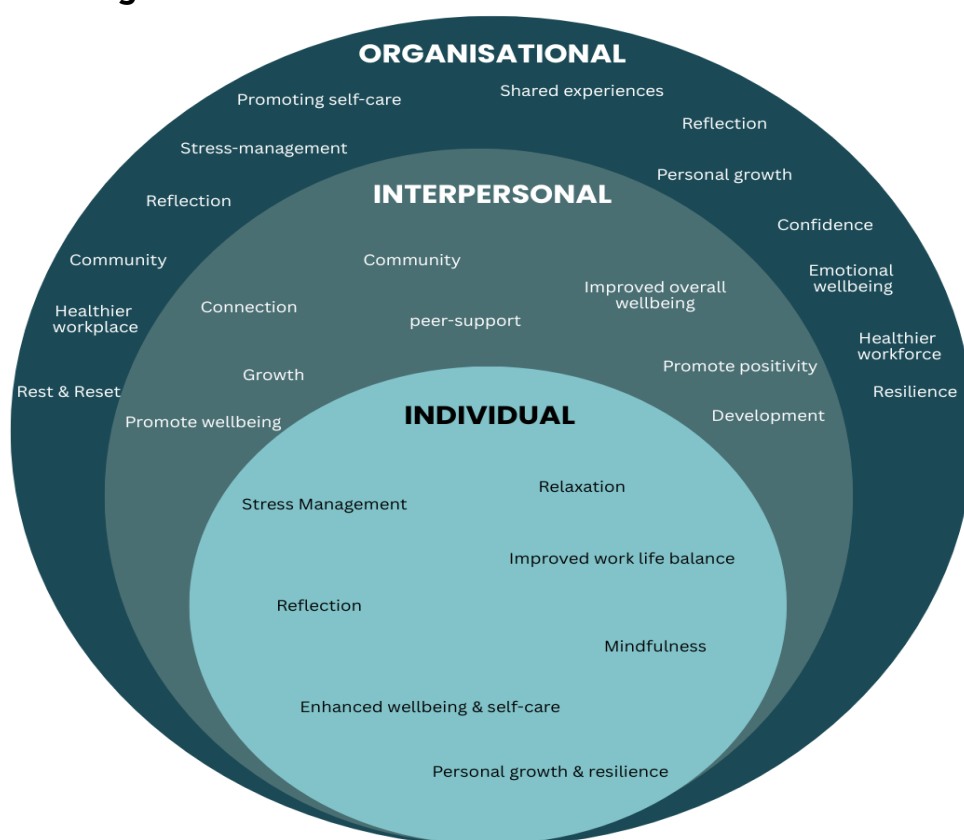 ORGANISATIONAL
Shared experiences
Promoting self-care
Reflection
Stress-management
Personal growth
Reflection
Confidence
Community
Emotional
wellbeing
Healthier
workplace
Healthier
workforce
Rest & Reset
Resilience
INTERPERSONAL
Community
Improved overall
wellbeing
Connection
peer-support
Promote positivity
Growth
Development
Promote wellbeing
INDIVIDUAL
Relaxation
Stress Management
Improved work life balance
Reflection
Mindfulness
Enhanced wellbeing & self-care
Personal growth & resilience